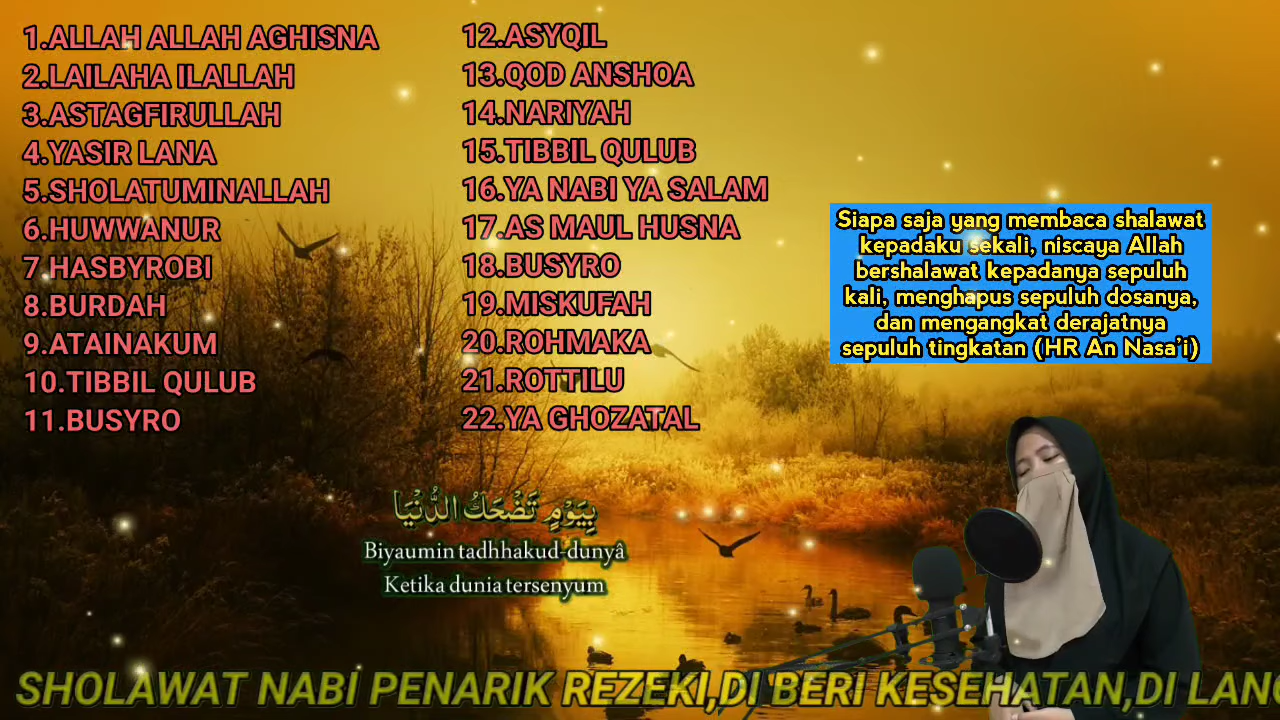 1.ALLAH ALLAH AGHISNA
2.LAILAHA ILALLAH
3.ASTAGFIRULLAH
4.YASIR LANA
5.SHOLATUMINALLAH
6.HUWWANUR
7.HASBYROBI
8.BURDAH
9.ATAINAKUM
10.TIBBIL QULUB
11.BUSYRO
12.ASYQIL
13.QOD ANSHOA
14.NARIYAH
15.TIBBIL QULUB
16.YA NABI YA SALAM
17.AS MAUL HUSNA
18.BUSYRO
19.MISKUFAH
20.ROHMAKA
21.ROTTILU
22.YA GHOZATAL
Siapa saja yang membaca shalawat
kepadaku sekali, niscaya Allah
bershalawat kepadanya sepuluh
kali, menghapus sepuluh dosanya,
dan mengangkat derajatnya
sepuluh tingkatan (HR An Nasa'i)
بِيَوْمٍ تَضْحَكُ الدُّنْيَا
Biyaumin tadhhakud-dunyâ
Ketika dunia tersenyum
SHOLAWAT NABI PENARIK REZEKI,DI BERI KESEHATAN,DI LANG